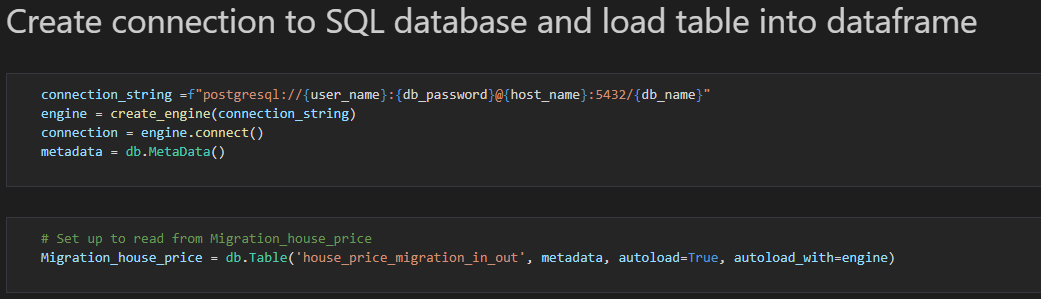 Create connection to SQL database and load table into dataframe
connection_string =f"postgresql://{user_name}:{db_password}@{host_name}:5432/{db_name}"
engine = create_engine(connection_string)
connection = engine.connect()
metadata = db.MetaData()
# Set up to read from Migration_house_price
Migration_house_price = db.Table('house_price_migration_in_out', metadata, autoload=True, autoload_with=engine)